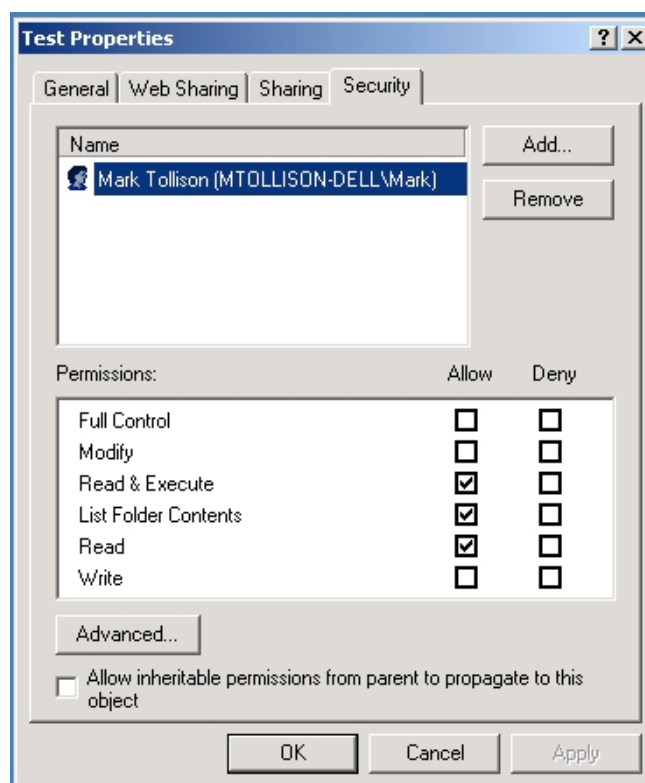 Test Properties
General Web Sharing Sharing Security
Name
Mark Tollison (MTOLLISON-DELL\Mark)
Add...
Remove
Permissions: Allow Deny
Full Control
Modify
Read & Execute
List Folder Contents
Read
Write
Advanced...
Allow inheritable permissions from parent to propagate to this
object
OK Cancel Apply